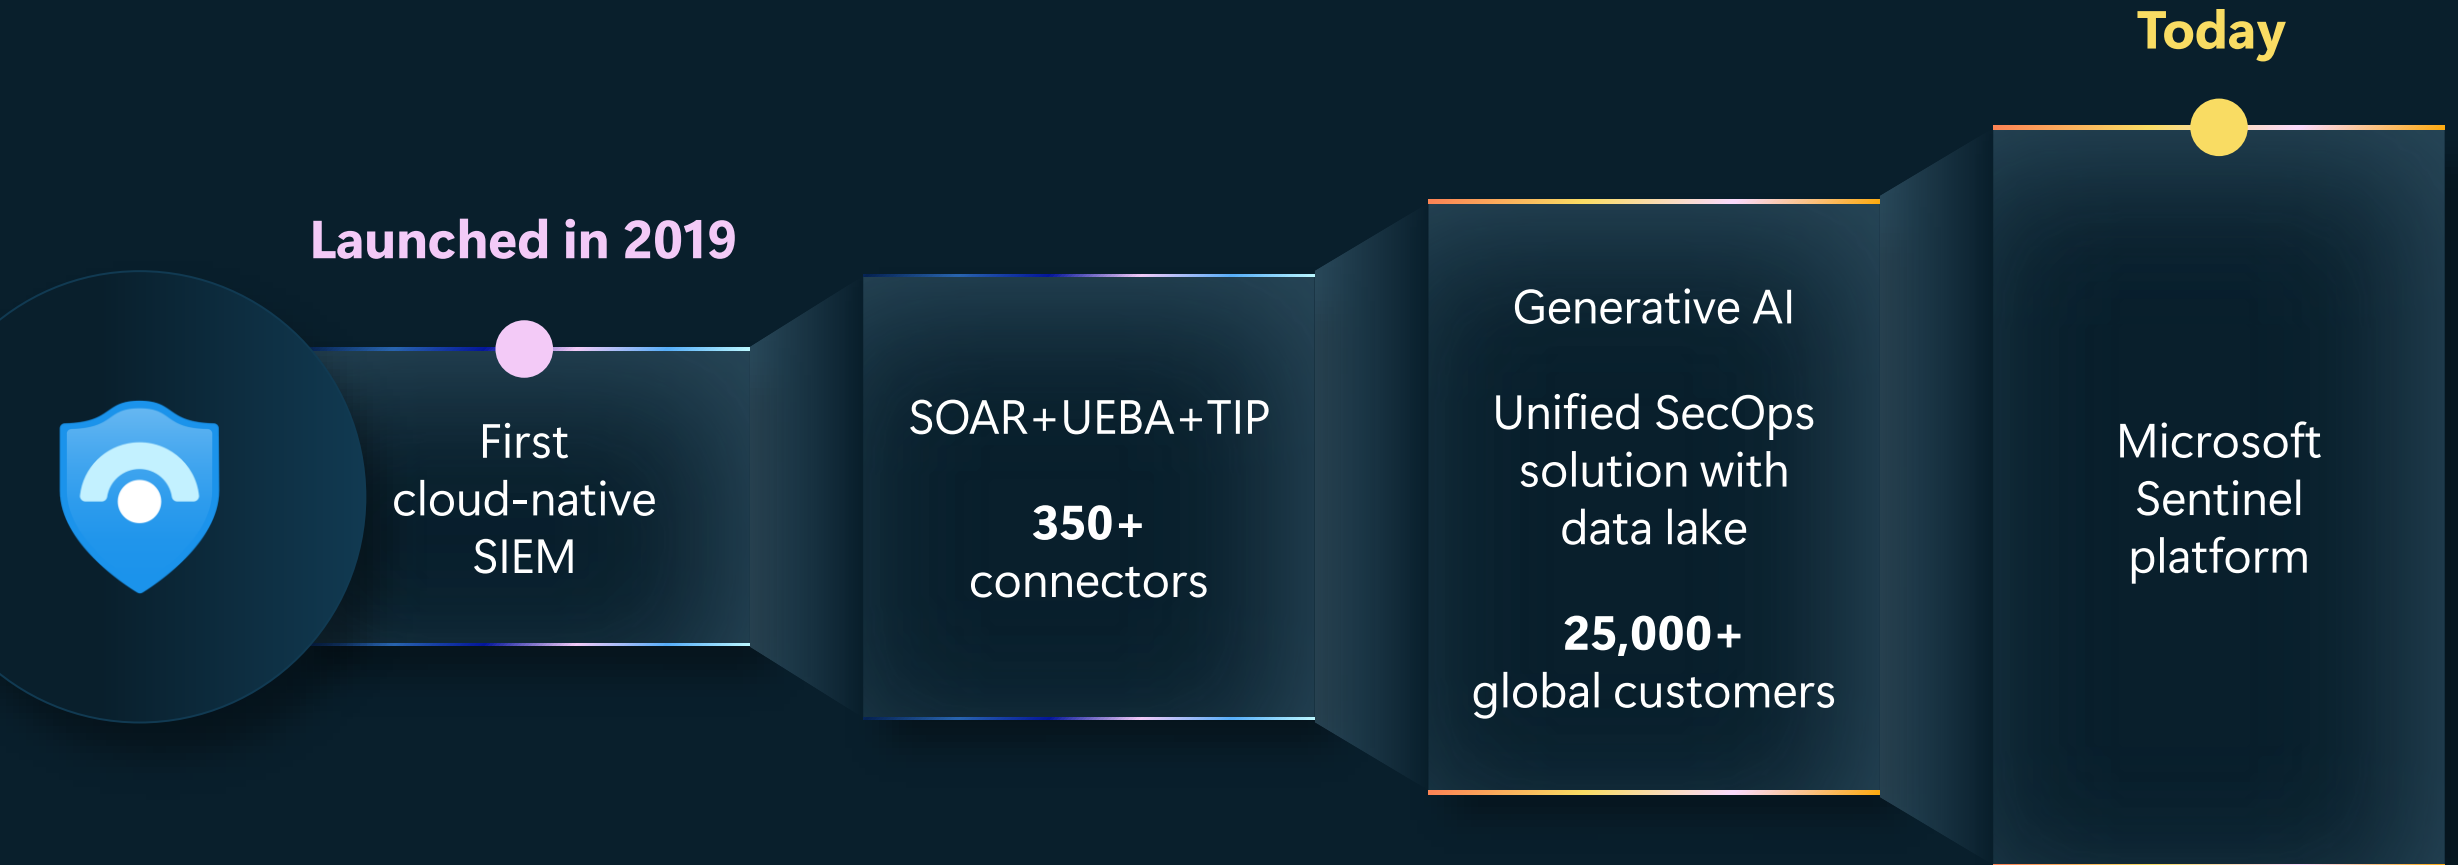 Launched in 2019
First
cloud-native
SIEM
SOAR+UEBA+TIP
350+
connectors
Generative AI
Unified SecOps
solution with
data lake
25,000+
global customers
Today
Microsoft
Sentinel
platform